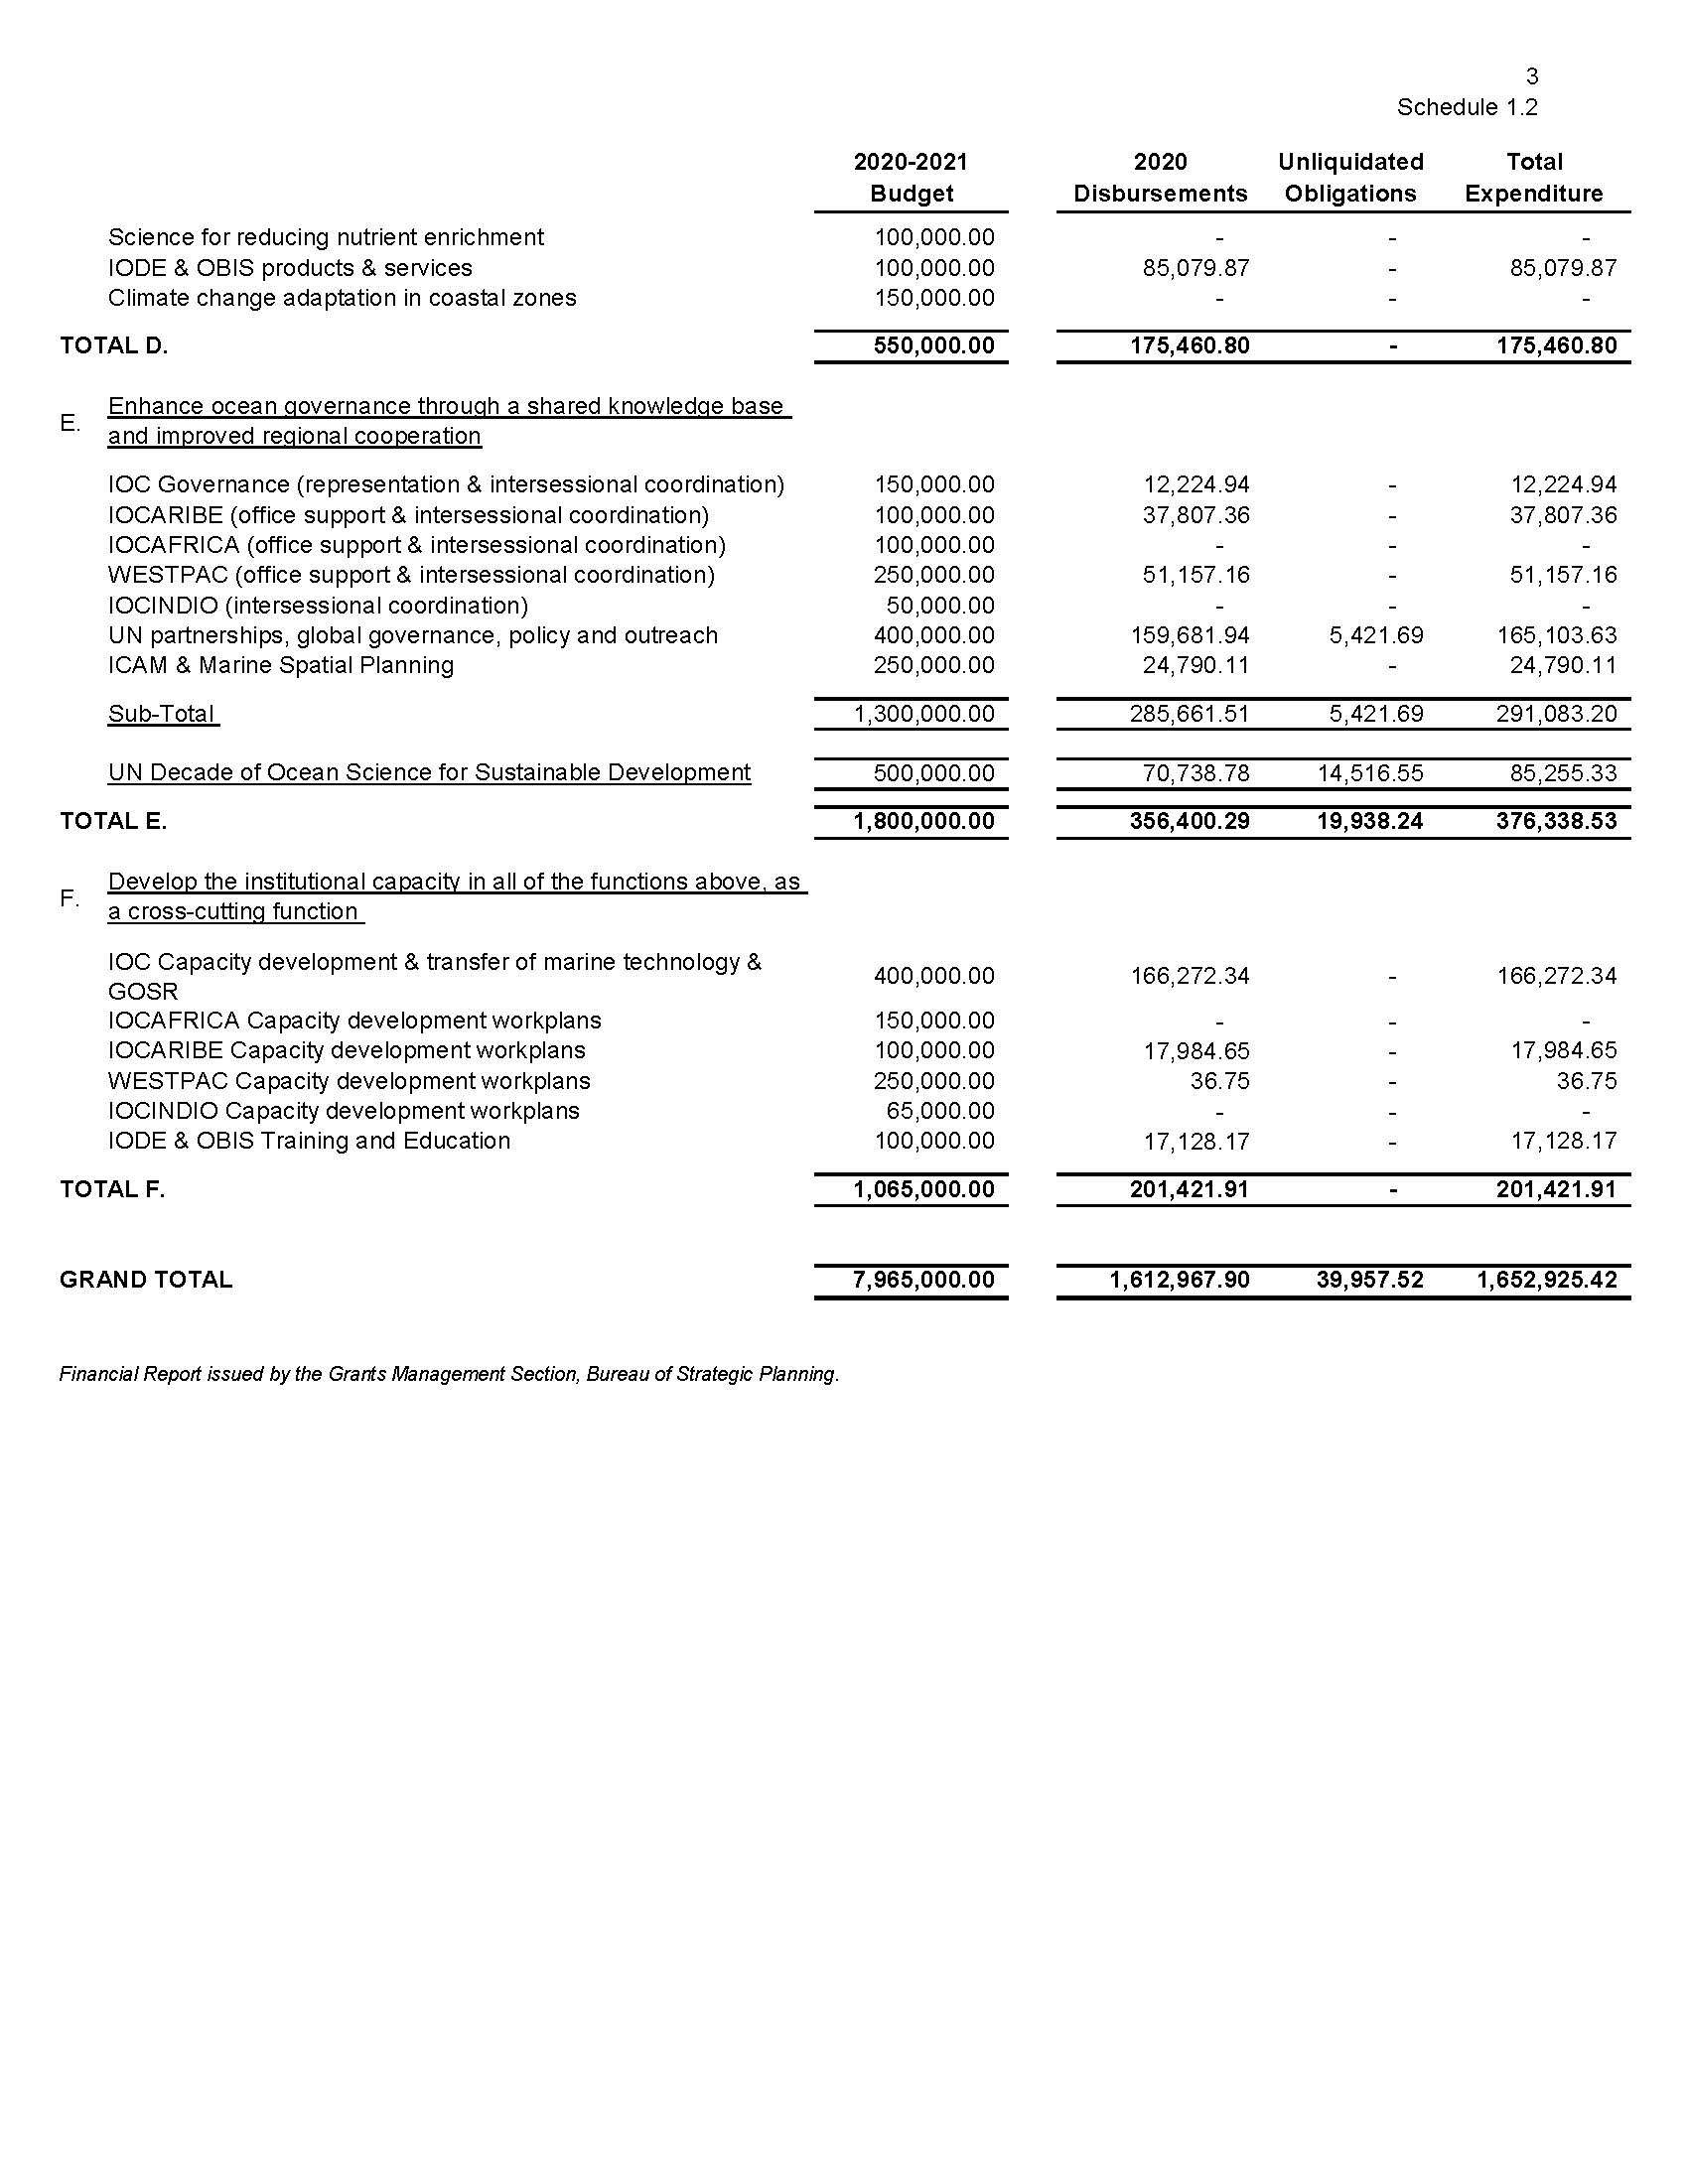 3
Schedule 1.2
2020-2021 2020 Unliquidated Total
Budget Disbursements Obligations Expenditure
Science for reducing nutrient enrichment 100,000.00 - - -
IODE & OBIS products & services 100,000.00 85,079.87 - 85,079.87
Climate change adaptation in coastal zones 150,000.00 - - -
TOTAL D. 550,000.00 175,460.80 - 175,460.80
E. Enhance ocean governance through a shared knowledge base
and improved regional cooperation
IOC Governance (representation & intersessional coordination) 150,000.00 12,224.94 - 12,224.94
IOCARIBE (office support & intersessional coordination) 100,000.00 37,807.36 - 37,807.36
IOCAFRICA (office support & intersessional coordination) 100,000.00 - - -
WESTPAC (office support & intersessional coordination) 250,000.00 51,157.16 - 51,157.16
IOCINDIO (intersessional coordination) 50,000.00 - - -
UN partnerships, global governance, policy and outreach 400,000.00 159,681.94 5,421.69 165,103.63
ICAM & Marine Spatial Planning 250,000.00 24,790.11 - 24,790.11
Sub-Total 1,300,000.00 285,661.51 5,421.69 291,083.20
UN Decade of Ocean Science for Sustainable Development 500,000.00 70,738.78 14,516.55 85,255.33
TOTAL E. 1,800,000.00 356,400.29 19,938.24 376,338.53
F. Develop the institutional capacity in all of the functions above, as
a cross-cutting function
IOC Capacity development & transfer of marine technology &
GOSR 400,000.00 166,272.34 - 166,272.34
IOCAFRICA Capacity development workplans 150,000.00 - - -
IOCARIBE Capacity development workplans 100,000.00 17,984.65 - 17,984.65
WESTPAC Capacity development workplans 250,000.00 36.75 - 36.75
IOCINDIO Capacity development workplans 65,000.00 - - -
IODE & OBIS Training and Education 100,000.00 17,128.17 - 17,128.17
TOTAL F. 1,065,000.00 201,421.91 - 201,421.91
GRAND TOTAL 7,965,000.00 1,612,967.90 39,957.52 1,652,925.42
Financial Report issued by the Grants Management Section, Bureau of Strategic Planning.